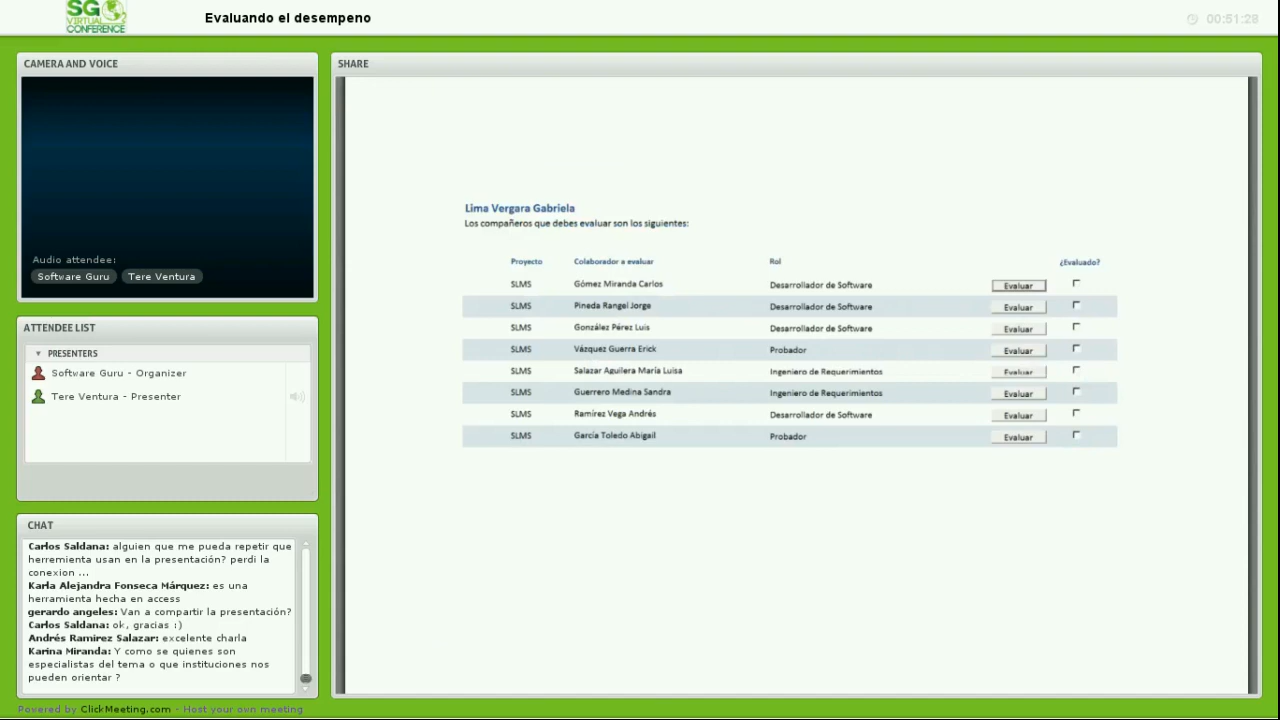 SG
VIRTUAL
CONFERENCE
Evaluando el desempeno
00:51:28
CAMERA AND VOICE
Audio attendee:
Software Guru Tere Ventura
ATTENDEE LIST
PRESENTERS
Software Guru - Organizer
Tere Ventura - Presenter
CHAT
Carlos Saldana: alguien que me pueda repetir que
herremienta usan en la presentación? perdi la
conexion ...
Karla Alejandra Fonseca Márquez: es una
herramienta hecha en access
gerardo angeles: Van a compartir la presentación?
Carlos Saldana: ok, gracias :)
Andrés Ramirez Salazar: excelente charla
Karina Miranda: Y como se quienes son
especialistas del tema o que instituciones nos
pueden orientar ?
SHARE
Lima Vergara Gabriela
Los compañeros que debes evaluar son los siguientes:
Proyecto Colaborador a evaluar Rol ¿Evaluado?
SLMS Gómez Miranda Carlos Desarrollador de Software Evaluar
SLMS Pineda Rangel Jorge Desarrollador de Software Evaluar
SLMS González Pérez Luis Desarrollador de Software Evaluar
SLMS Vázquez Guerra Erick Probador Evaluar
SLMS Salazar Aguilera María Luisa Ingeniero de Requerimientos Evaluar
SLMS Guerrero Medina Sandra Ingeniero de Requerimientos Evaluar
SLMS Ramírez Vega Andrés Desarrollador de Software Evaluar
SLMS García Toledo Abigail Probador Evaluar
Powered by ClickMeeting.com - Host your own meeting